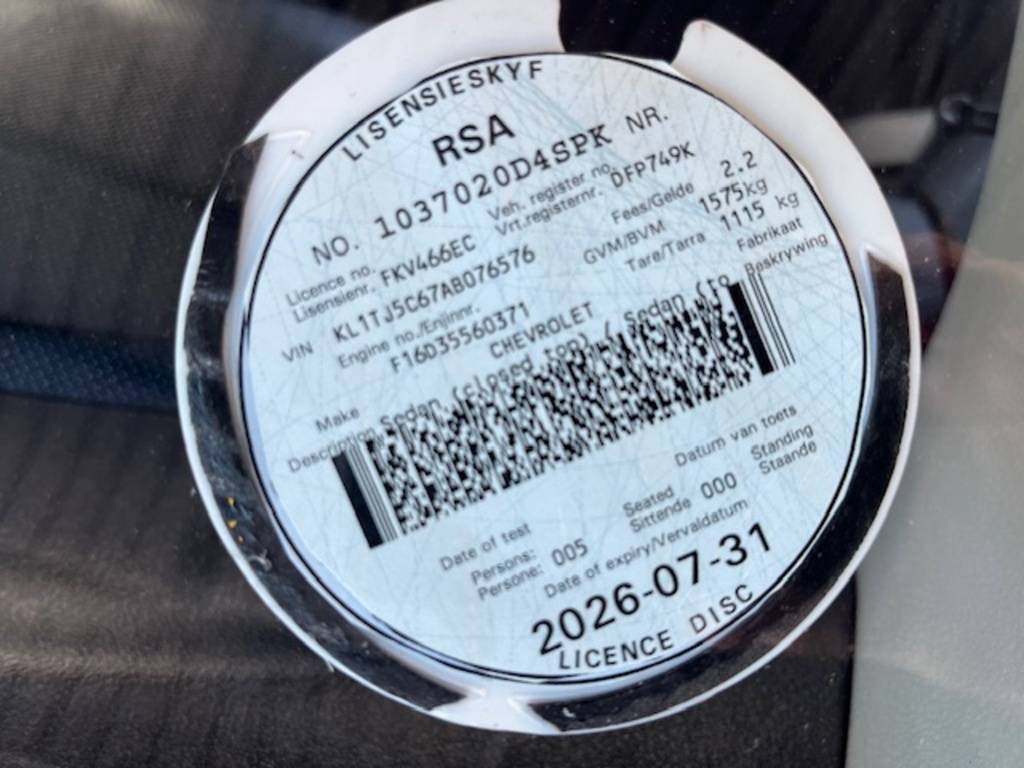 LISENSIESKYF
RSA
NO. 1037020D4SPK NR.
Licence no. Veh. register no.
Lisensienr. FKV466EC Vrt.registernr. DFP749K
VIN KL1TJ5C67AB076576 Fees/Gelde 2.2
Engine no./Enjinnr. GVM/BVM 1575kg
F16D35560371 Tare/Tarra 1115 kg
Make CHEVROLET Fabrikaat
Description Sedan (closed top)/ Sedan (to Beskrywing
Date of test Datum van toets
Persons: Seated Standing
Persone: 005 Sittende 000 Staande
Date of expiry/Vervaldatum
2026-07-31
LICENCE DISC